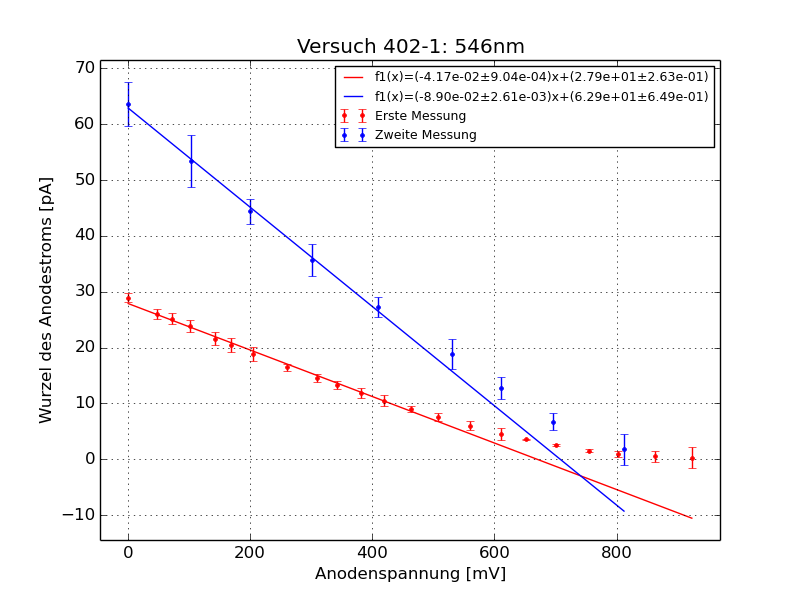 Versuch 402-1: 546nm
f1(x)=(-4.17e-02±9.04e-04)x+(2.79e+01±2.63e-01)
f1(x)=(-8.90e-02±2.61e-03)x+(6.29e+01±6.49e-01)
Erste Messung
Zweite Messung
Wurzel des Anodestroms [pA]
70
60
50
40
30
20
10
0
−10
0 200 400 600 800
Anodenspannung [mV]